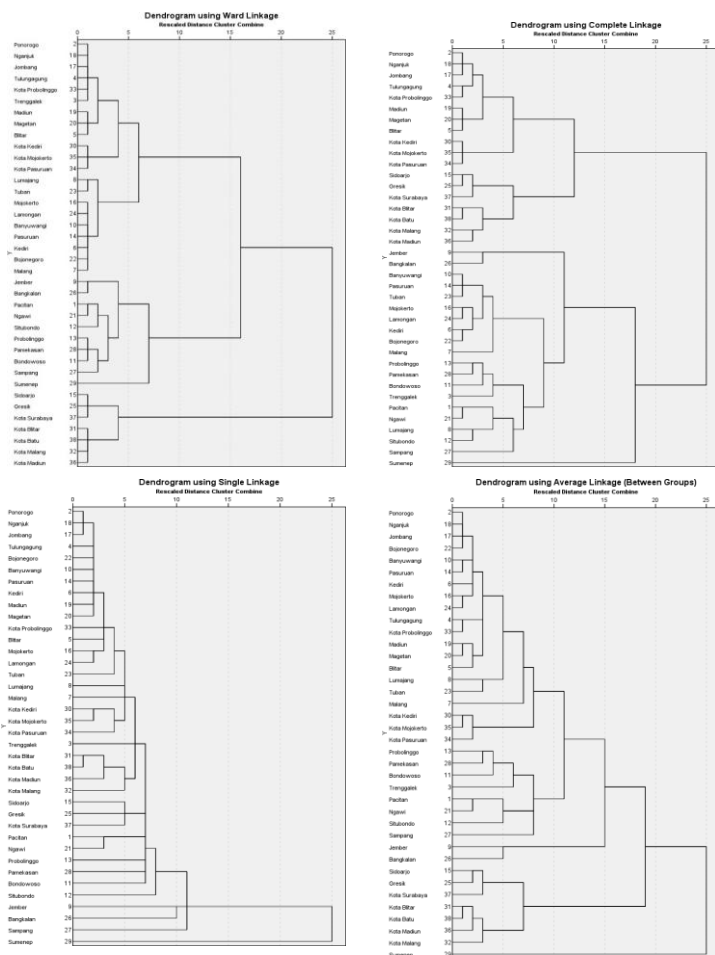 Dendrogram using Ward Linkage
Rescaled Distance Cluster Combine
0 5 10 15 20 25
Ponorogo 2
Nganjuk 18
Jombang 17
Tulungagung 4
Kota Probolinggo 33
Trenggalek 3
Madiun 19
Magetan 20
Blitar 5
Kota Kediri 30
Kota Mojokerto 35
Kota Pasuruan 34
Lumajang 8
Tuban 23
Mojokerto 16
Lamongan 24
Banyuwangi 10
Pasuruan 14
Kediri 6
Bojonegoro 22
Malang 7
Jember 9
Bangkalan 26
Pacitan 1
Ngawi 21
Situbondo 12
Probolinggo 13
Pamekasan 28
Bondowoso 11
Sampang 27
Sumenep 29
Sidoarjo 15
Gresik 25
Kota Surabaya 37
Kota Blitar 31
Kota Batu 38
Kota Malang 32
Kota Madiun 36
Y
Dendrogram using Complete Linkage
Rescaled Distance Cluster Combine
0 5 10 15 20 25
Ponorogo 2
Nganjuk 18
Jombang 17
Tulungagung 4
Kota Probolinggo 33
Madiun 19
Magetan 20
Blitar 5
Kota Kediri 30
Kota Mojokerto 35
Kota Pasuruan 34
Sidoarjo 15
Gresik 25
Kota Surabaya 37
Kota Blitar 31
Kota Batu 38
Kota Malang 32
Kota Madiun 36
Jember 9
Bangkalan 26
Banyuwangi 10
Pasuruan 14
Tuban 23
Mojokerto 16
Lamongan 24
Kediri 6
Bojonegoro 22
Malang 7
Probolinggo 13
Pamekasan 28
Bondowoso 11
Trenggalek 3
Pacitan 1
Ngawi 21
Lumajang 8
Situbondo 12
Sampang 27
Sumenep 29
Y
Dendrogram using Single Linkage
Rescaled Distance Cluster Combine
0 5 10 15 20 25
Ponorogo 2
Nganjuk 18
Jombang 17
Tulungagung 4
Bojonegoro 22
Banyuwangi 10
Pasuruan 14
Kediri 6
Madiun 19
Magetan 20
Kota Probolinggo 33
Blitar 5
Mojokerto 16
Lamongan 24
Tuban 23
Lumajang 8
Malang 7
Kota Kediri 30
Kota Mojokerto 35
Kota Pasuruan 34
Trenggalek 3
Kota Blitar 31
Kota Batu 38
Kota Madiun 36
Kota Malang 32
Sidoarjo 15
Gresik 25
Kota Surabaya 37
Pacitan 1
Ngawi 21
Probolinggo 13
Pamekasan 28
Bondowoso 11
Situbondo 12
Jember 9
Bangkalan 26
Sampang 27
Sumenep 29
Y
Dendrogram using Average Linkage (Between Groups)
Rescaled Distance Cluster Combine
0 5 10 15 20 25
Ponorogo 2
Nganjuk 18
Jombang 17
Bojonegoro 22
Banyuwangi 10
Pasuruan 14
Kediri 6
Mojokerto 16
Lamongan 24
Tulungagung 4
Kota Probolinggo 33
Madiun 19
Magetan 20
Blitar 5
Lumajang 8
Tuban 23
Malang 7
Kota Kediri 30
Kota Mojokerto 35
Kota Pasuruan 34
Probolinggo 13
Pamekasan 28
Bondowoso 11
Trenggalek 3
Pacitan 1
Ngawi 21
Situbondo 12
Sampang 27
Jember 9
Bangkalan 26
Sidoarjo 15
Gresik 25
Kota Surabaya 37
Kota Blitar 31
Kota Batu 38
Kota Madiun 36
Kota Malang 32
Y